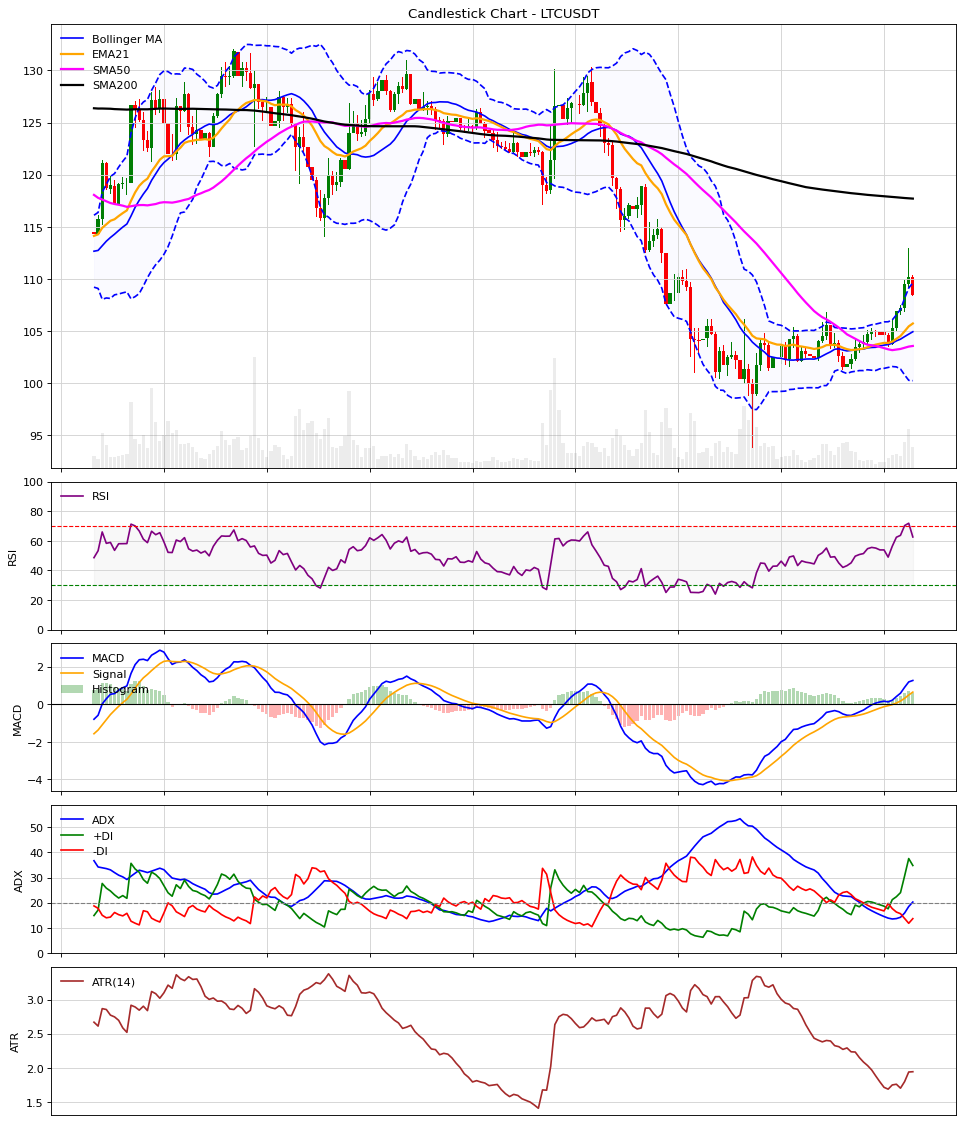 Candlestick Chart - LTCUSDT
Bollinger MA
EMA21
SMA50
SMA200
130
125
120
115
110
105
100
95
RSI
100
80
60
40
20
0
RSI
MACD
Signal
Histogram
2
0
−2
−4
MACD
ADX
+DI
-DI
50
40
30
20
10
0
ADX
ATR(14)
3.0
2.5
2.0
1.5
ATR